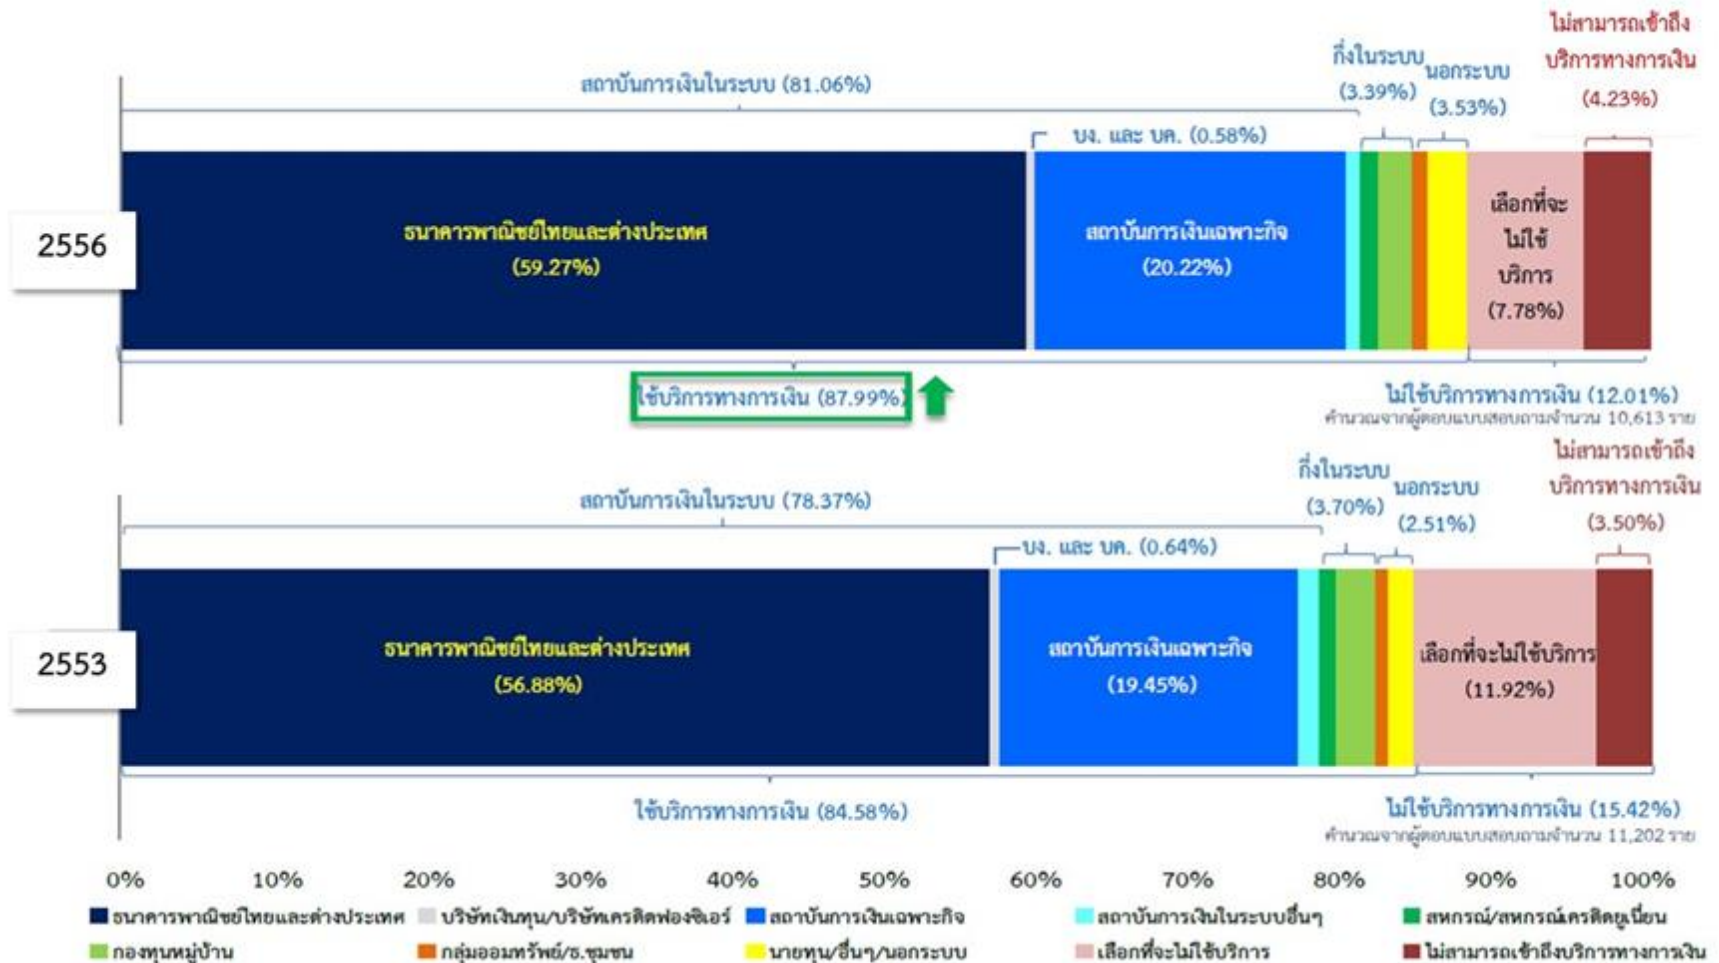 ไม่สามารถเข้าถึง
บริการทางการเงิน
(4.23%)
กึ่งในระบบ
(3.39%)
นอกระบบ
(3.53%)
สถาบันการเงินในระบบ (81.06%)
บง. และ บค. (0.58%)
2556
ธนาคารพาณิชย์ไทยและต่างประเทศ
(59.27%)
สถาบันการเงินเฉพาะกิจ
(20.22%)
เลือกที่จะ
ไม่ใช้
บริการ
(7.78%)
ใช้บริการทางการเงิน (87.99%)
ไม่ใช้บริการทางการเงิน (12.01%)
คำนวณจากผู้ตอบแบบสอบถามจำนวน 10,613 ราย
ไม่สามารถเข้าถึง
บริการทางการเงิน
(3.50%)
กึ่งในระบบ
(3.70%)
นอกระบบ
(2.51%)
สถาบันการเงินในระบบ (78.37%)
บง. และ บค. (0.64%)
2553
ธนาคารพาณิชย์ไทยและต่างประเทศ
(56.88%)
สถาบันการเงินเฉพาะกิจ
(19.45%)
เลือกที่จะไม่ใช้บริการ
(11.92%)
ใช้บริการทางการเงิน (84.58%)
ไม่ใช้บริการทางการเงิน (15.42%)
คำนวณจากผู้ตอบแบบสอบถามจำนวน 11,202 ราย
0% 10% 20% 30% 40% 50% 60% 70% 80% 90% 100%
ธนาคารพาณิชย์ไทยและต่างประเทศ บริษัทเงินทุน/บริษัทเครดิตฟองซิเอร์ สถาบันการเงินเฉพาะกิจ สถาบันการเงินในระบบอื่นๆ สหกรณ์/สหกรณ์เครดิตยูเนี่ยน
กองทุนหมู่บ้าน กลุ่มออมทรัพย์/ธ.ชุมชน นายทุน/อื่นๆ/นอกระบบ เลือกที่จะไม่ใช้บริการ ไม่สามารถเข้าถึงบริการทางการเงิน